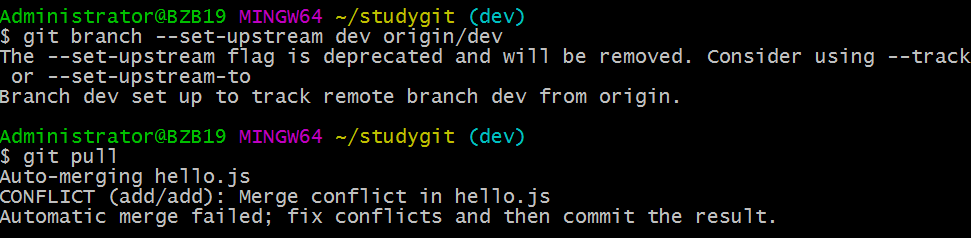 Administrator@BZB19 MINGW64 ~/studygit (dev)
$ git branch --set-upstream dev origin/dev
The --set-upstream flag is deprecated and will be removed. Consider using --track
 or --set-upstream-to
Branch dev set up to track remote branch dev from origin.

Administrator@BZB19 MINGW64 ~/studygit (dev)
$ git pull
Auto-merging hello.js
CONFLICT (add/add): Merge conflict in hello.js
Automatic merge failed; fix conflicts and then commit the result.